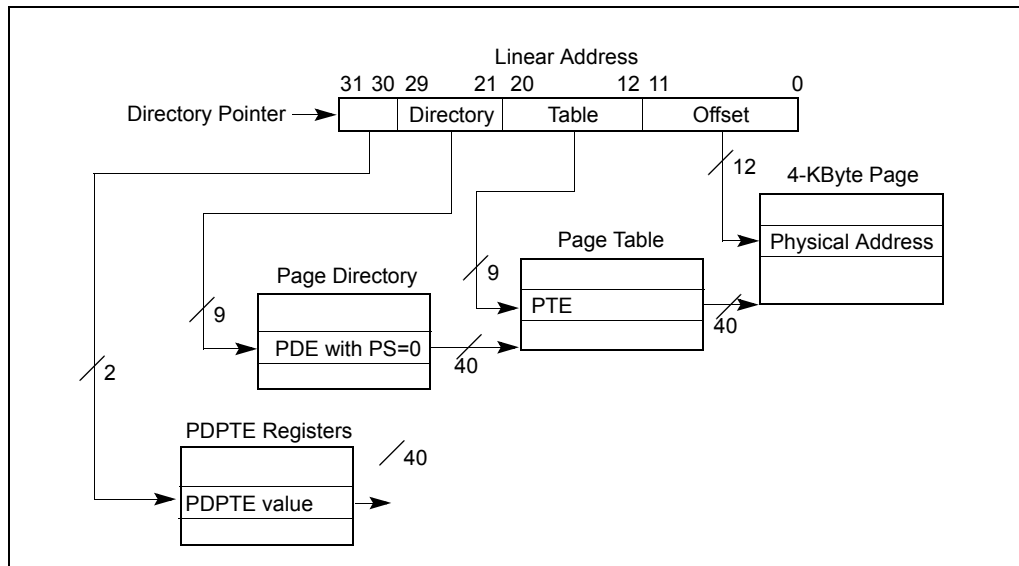 Linear Address
31 30 29 21 20 12 11 0
Directory Pointer Directory Table Offset
12
4-KByte Page
Physical Address
Page Table
9
PTE
40
Page Directory
9
PDE with PS=0
40
2
PDPTE Registers
40
PDPTE value